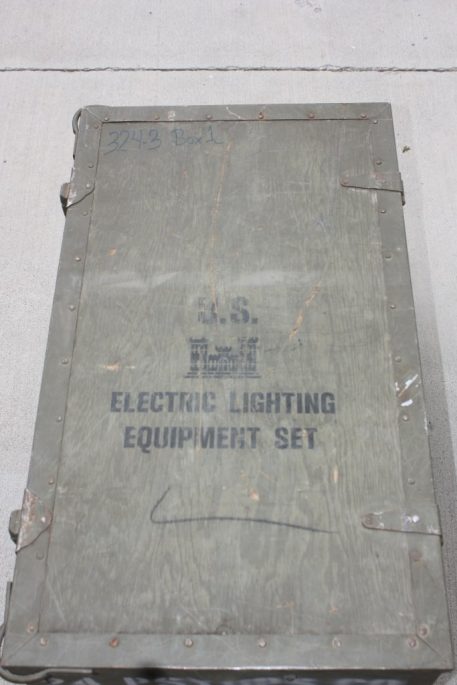 324-3 Box 1
U.S.
ELECTRIC LIGHTING
EQUIPMENT SET